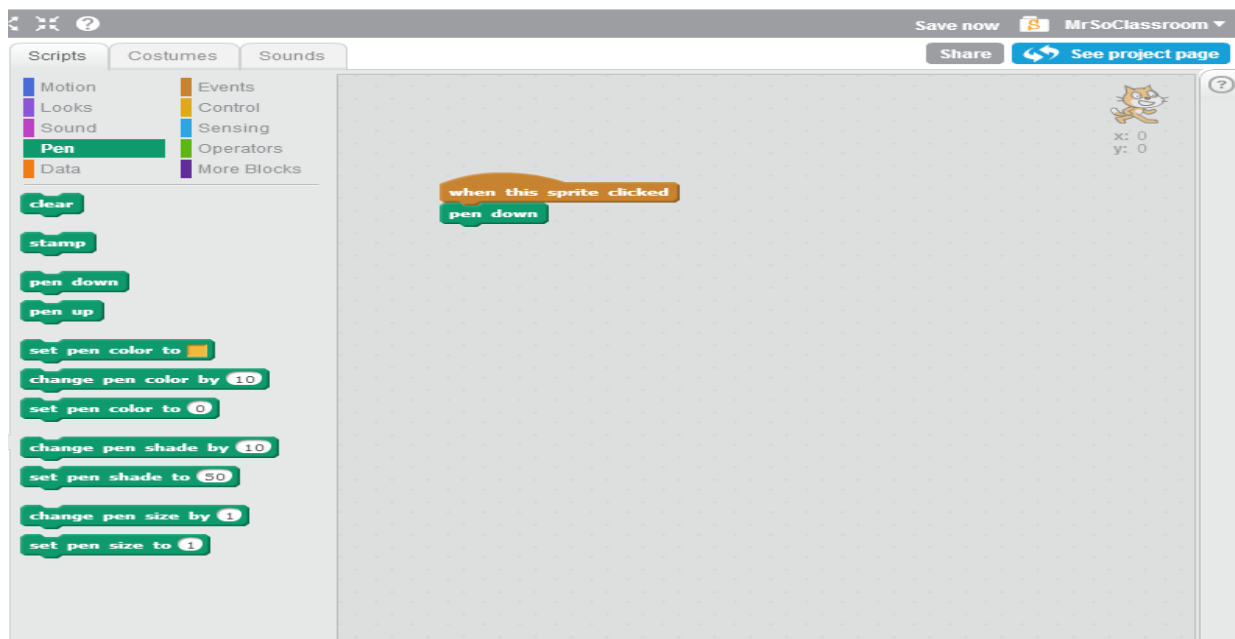 ? Save now S MrSoClassroom
Scripts Costumes Sounds Share See project page
Motion Events
Looks Control
Sound Sensing
Pen Operators
Data More Blocks
clear
stamp
pen down
pen up
set pen color to
change pen color by 10
set pen color to 0
change pen shade by 10
set pen shade to 50
change pen size by 1
set pen size to 1
when this sprite clicked
pen down
x: 0
y: 0
?